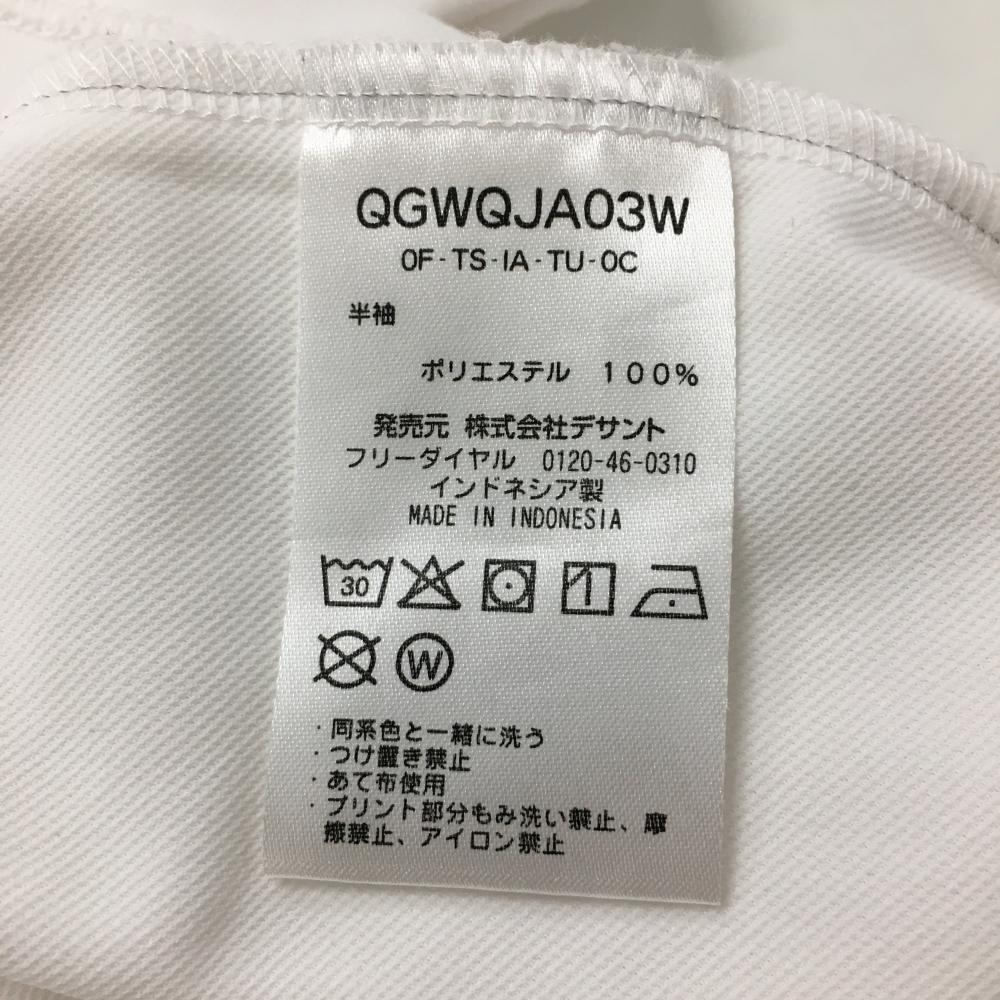 QGWQJA03W
OF-TS-IA-TU-OC
半袖
ポリエステル 100%
発売元 株式会社デサント
フリーダイヤル 0120-46-0310
インドネシア製
MADE IN INDONESIA
30
W
・同系色と一緒に洗う
・つけ置き禁止
・あて布使用
・プリント部分もみ洗い禁止、摩
擦禁止、アイロン禁止